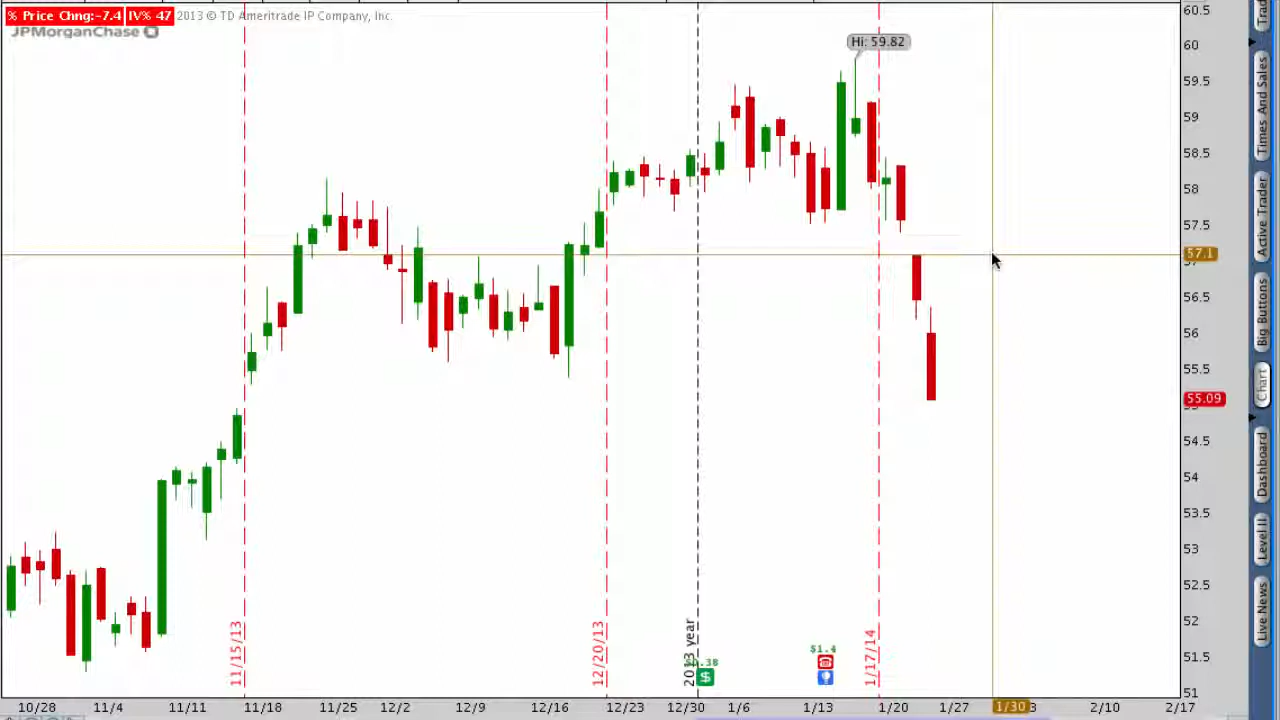 % Price Chng:-7.4 IV% 47 2013 © TD Ameritrade IP Company, Inc.
JPMorganChase
Hi: 59.82
60.5
60
59.5
59
58.5
58
57.5
57.1
56.5
56
55.5
55.09
54.5
54
53.5
53
52.5
52
51.5
51
11/15/13
12/20/13
2013 year
1/17/14
.38
$
$1.4
10/28 11/4 11/11 11/18 11/25 12/2 12/9 12/16 12/23 12/30 1/6 1/13 1/20 1/27 1/30 3 2/10 2/17
Trad
Times And Sales
Active Trader
Big Buttons
Chart
Dashboard
Level II
Live News